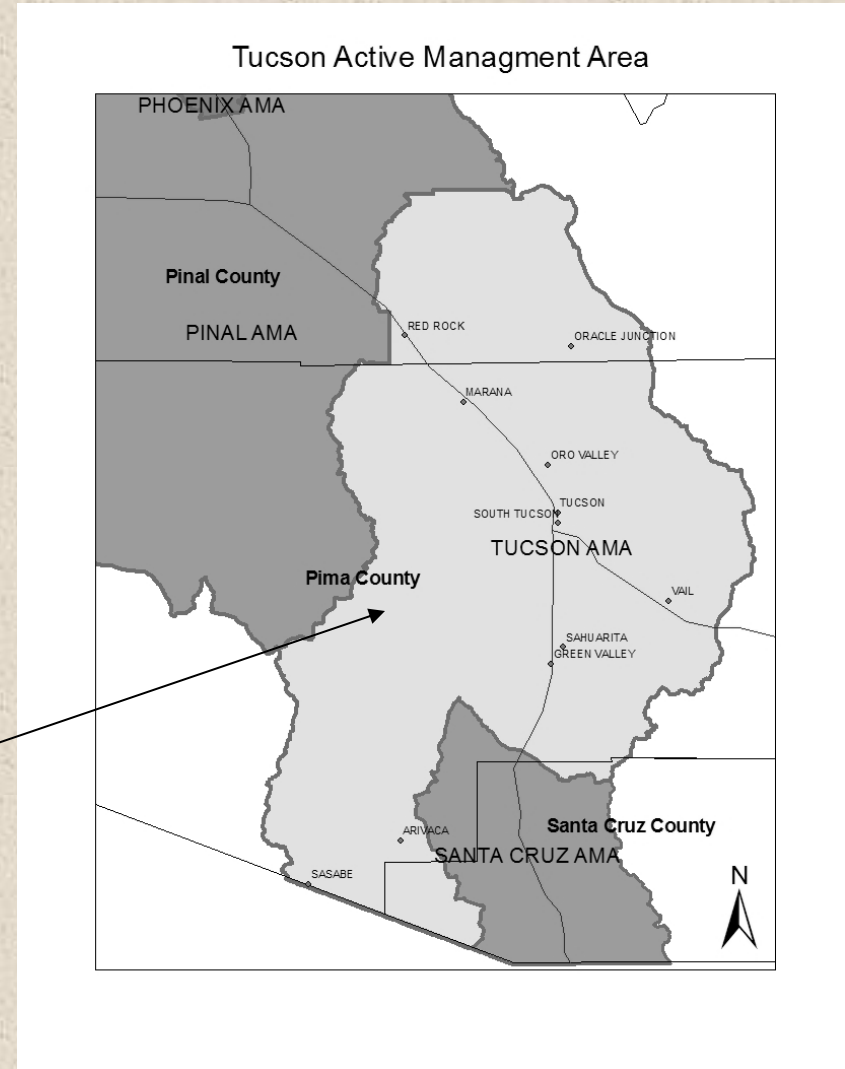 Tucson Active Managment Area
PHOENIX AMA
Pinal County
PINAL AMA
RED ROCK
ORACLE JUNCTION
MARANA
ORO VALLEY
TUCSON
SOUTH TUCSON
TUCSON AMA
Pima County
VAIL
SAHUARITA
GREEN VALLEY
Santa Cruz County
ARIVACA
SANTA CRUZ AMA
SASABE
N